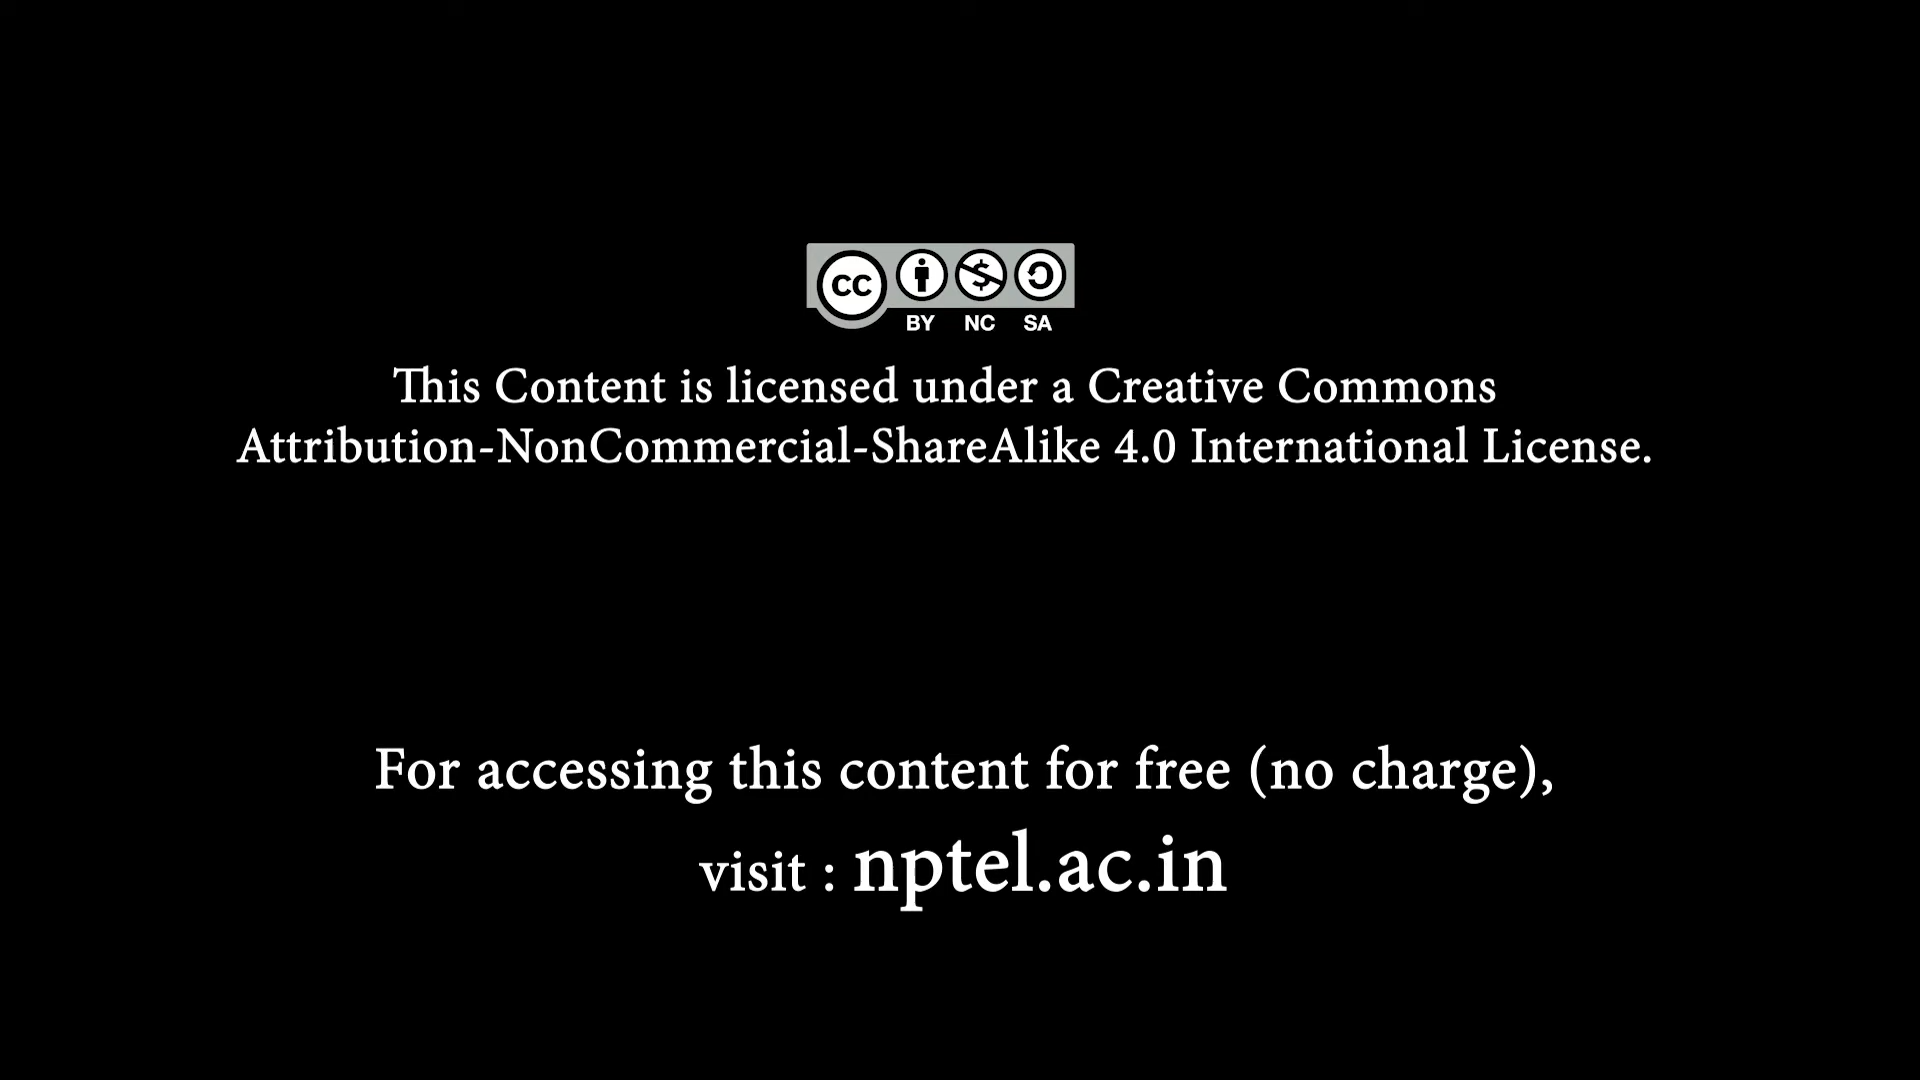 cc
BY NC SA
This Content is licensed under a Creative Commons
Attribution-NonCommercial-ShareAlike 4.0 International License.
For accessing this content for free (no charge),
visit : nptel.ac.in